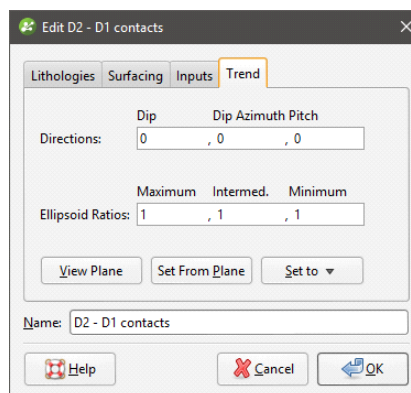 Edit D2 - D1 contacts
Lithologies Surfacing Inputs Trend
Dip Dip Azimuth Pitch
Directions: 0 , 0 , 0
Maximum Intermed. Minimum
Ellipsoid Ratios: 1 , 1 , 1
View Plane Set From Plane Set to
Name: D2 - D1 contacts
Help Cancel OK